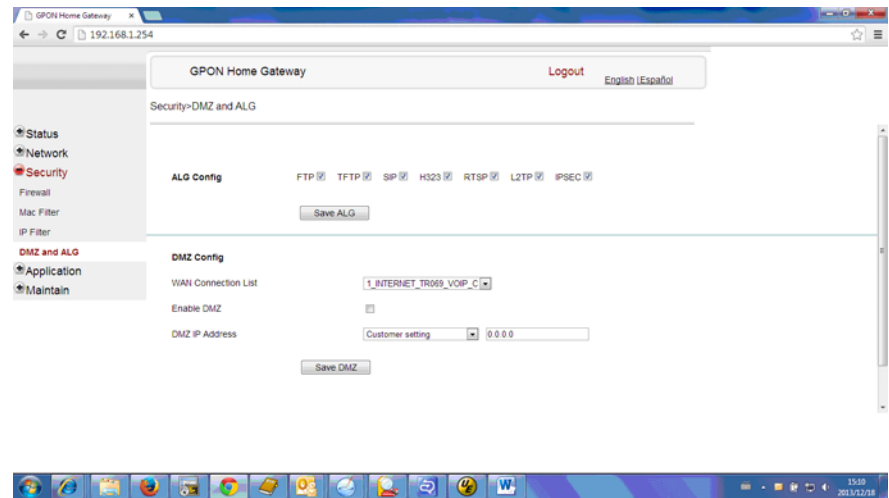 GPON Home Gateway
192.168.1.254
GPON Home Gateway
Logout
English | Español
Security>DMZ and ALG
Status
Network
Security
Firewall
Mac Filter
IP Filter
DMZ and ALG
Application
Maintain
ALG Config FTP TFTP SIP H323 RTSP L2TP IPSEC
Save ALG
DMZ Config
WAN Connection List 1_INTERNET_TR069_VOIP_C
Enable DMZ
DMZ IP Address Customer setting 0.0.0.0
Save DMZ
15:10
2013/12/18